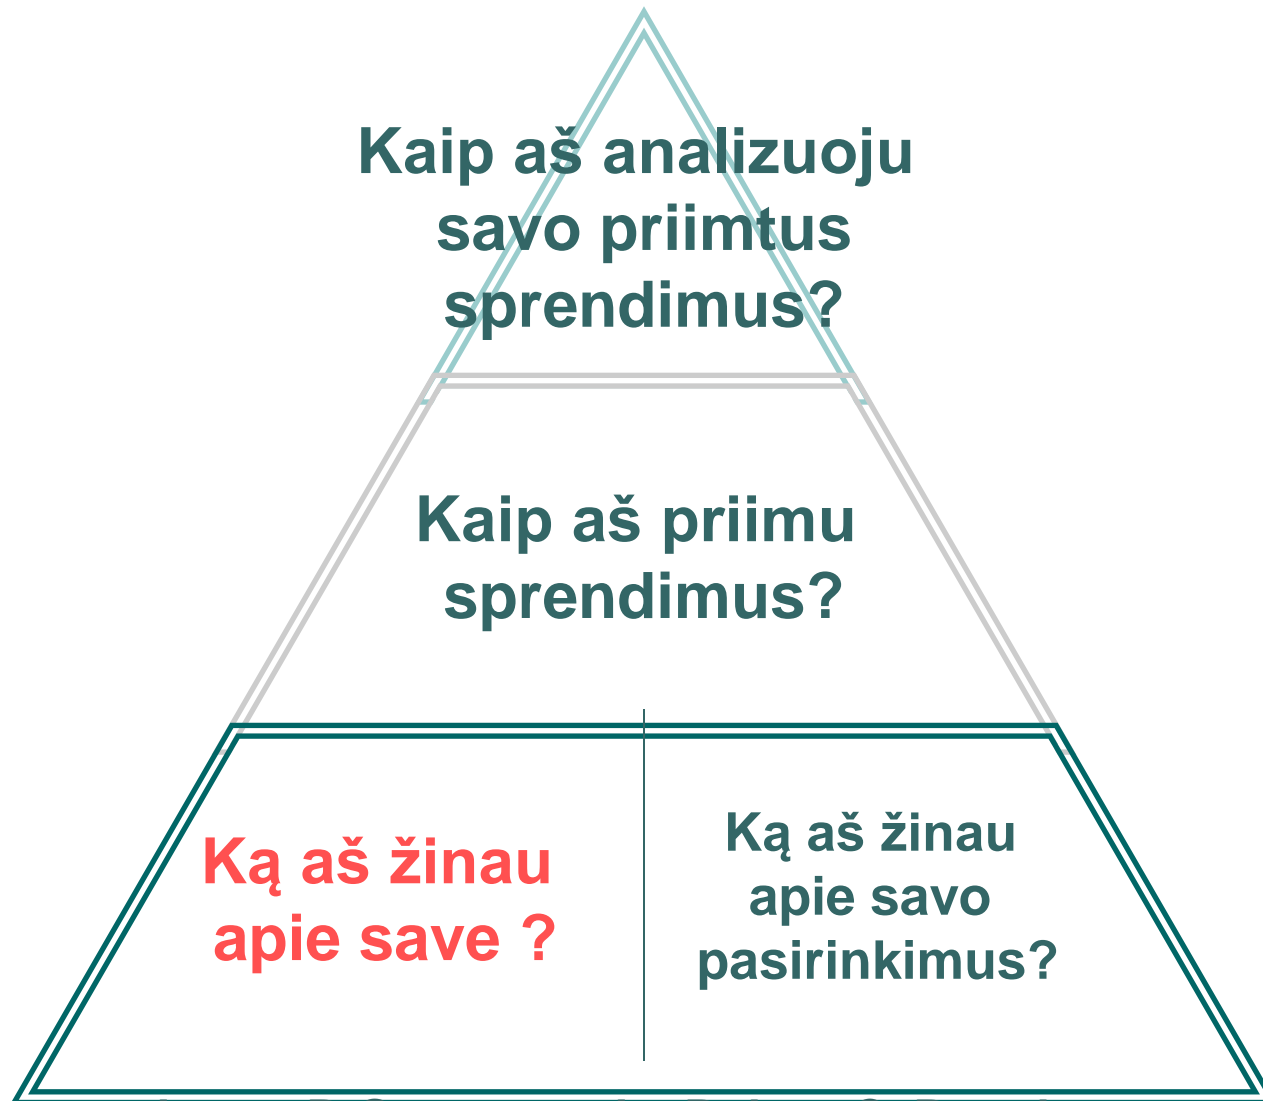 Kaip aš analizuoju
savo priimtus
sprendimus?
Kaip aš priimu
sprendimus?
Ką aš žinau
apie save ?
Ką aš žinau
apie savo
pasirinkimus?